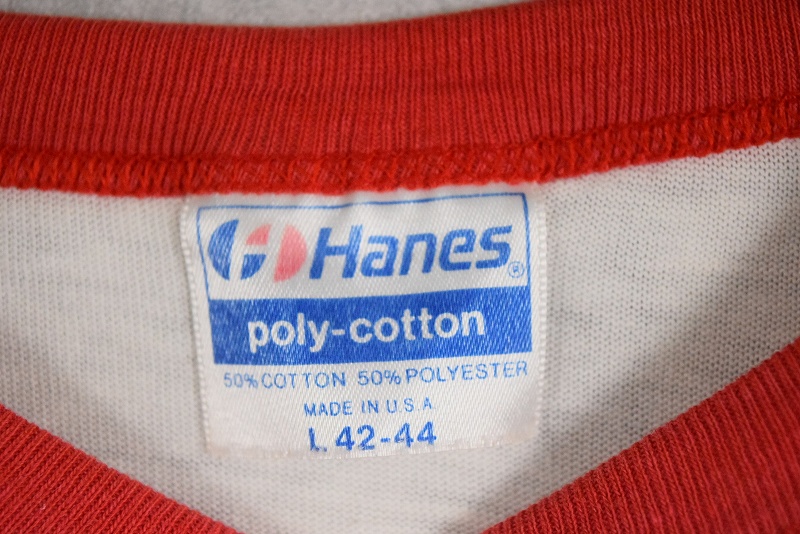 Hanes®
poly-cotton
50% COTTON 50% POLYESTER
MADE IN U.S.A.
L 42-44